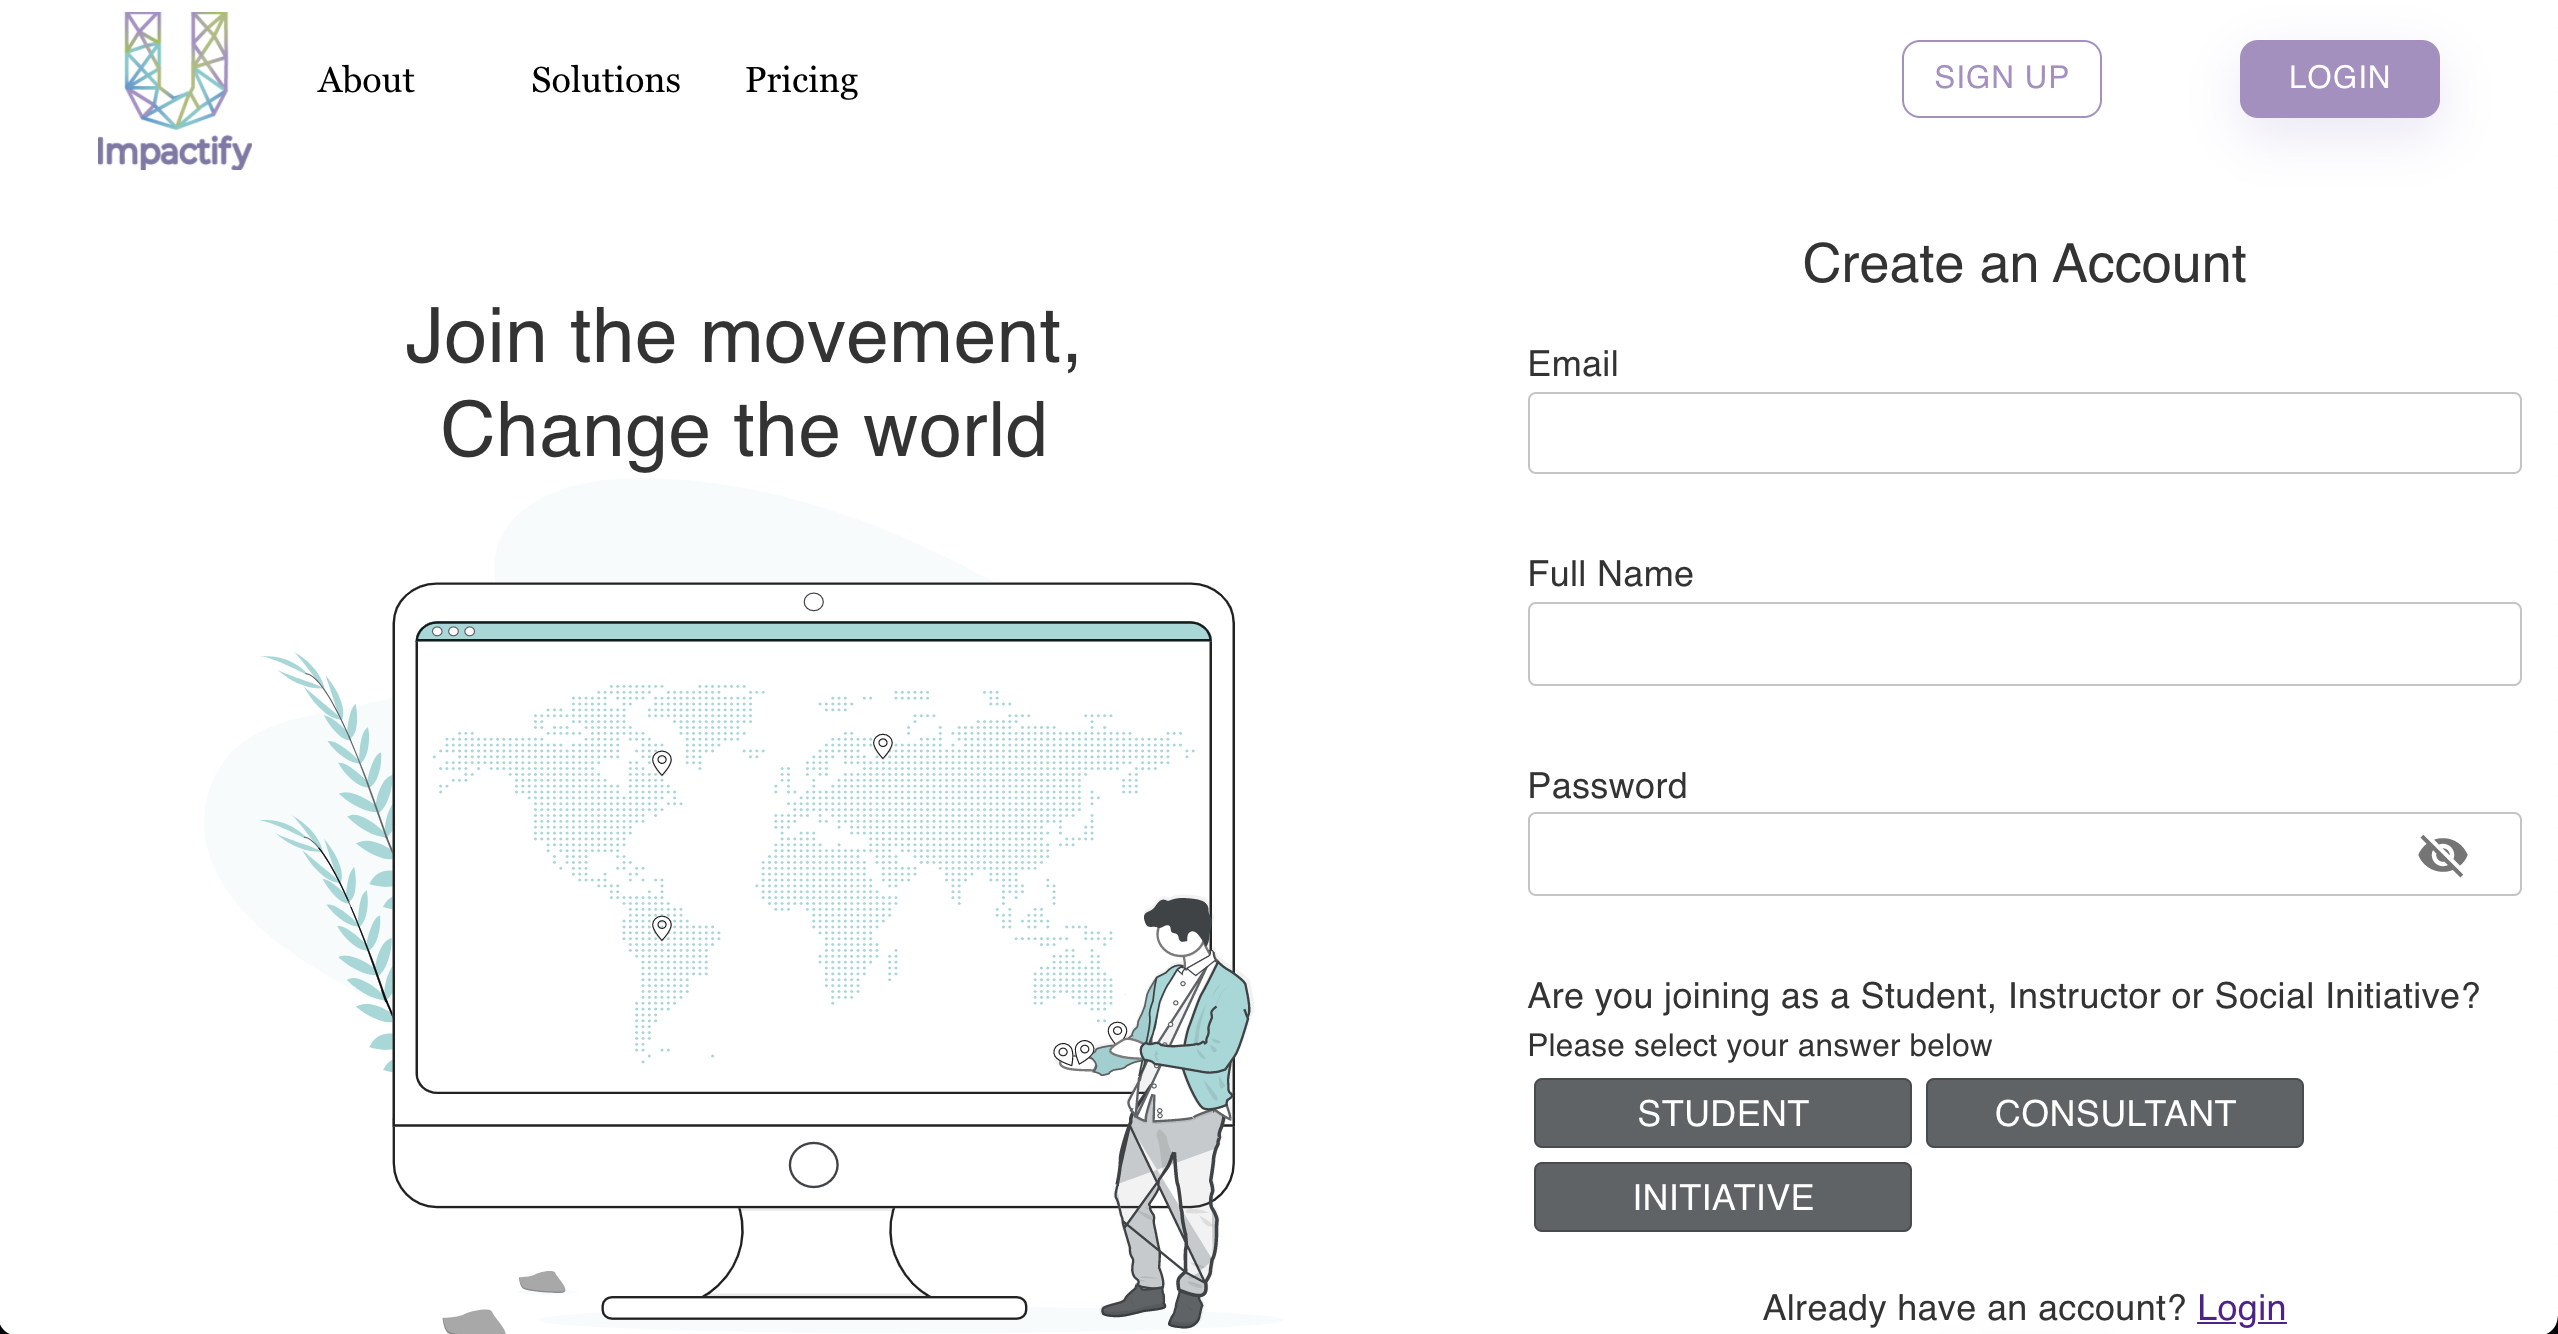 Impactify
About
Solutions
Pricing
SIGN UP
LOGIN
Join the movement,
Change the world
Create an Account
Email
Full Name
Password
Are you joining as a Student, Instructor or Social Initiative?
Please select your answer below
STUDENT
CONSULTANT
INITIATIVE
Already have an account? Login